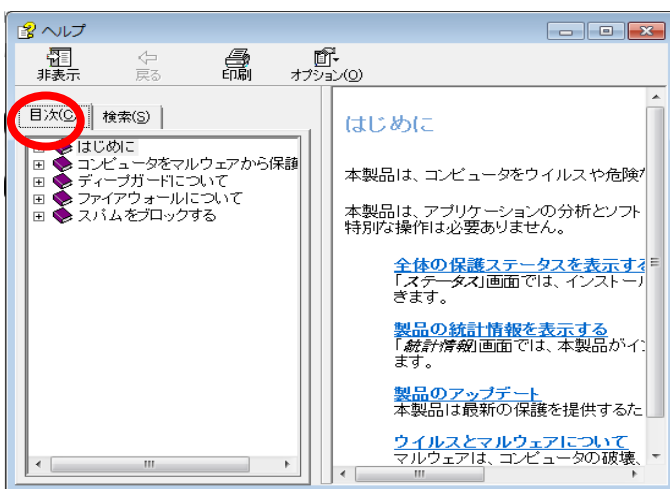 ヘルプ
非表示 戻る 印刷 オプション(O)
目次(C) 検索(S)
はじめに
コンピュータをマルウェアから保護
ディープガードについて
ファイアウォールについて
スパムをブロックする
はじめに
本製品は、コンピュータをウイルスや危険
本製品は、アプリケーションの分析とソフト
特別な操作は必要ありません。
全体の保護ステータスを表示する
「ステータス」画面では、インストー
きます。
製品の統計情報を表示する
「統計情報」画面では、本製品がイ
ます。
製品のアップデート
本製品は最新の保護を提供するた
ウイルスとマルウェアについて
マルウェアは、コンピュータの破壊、